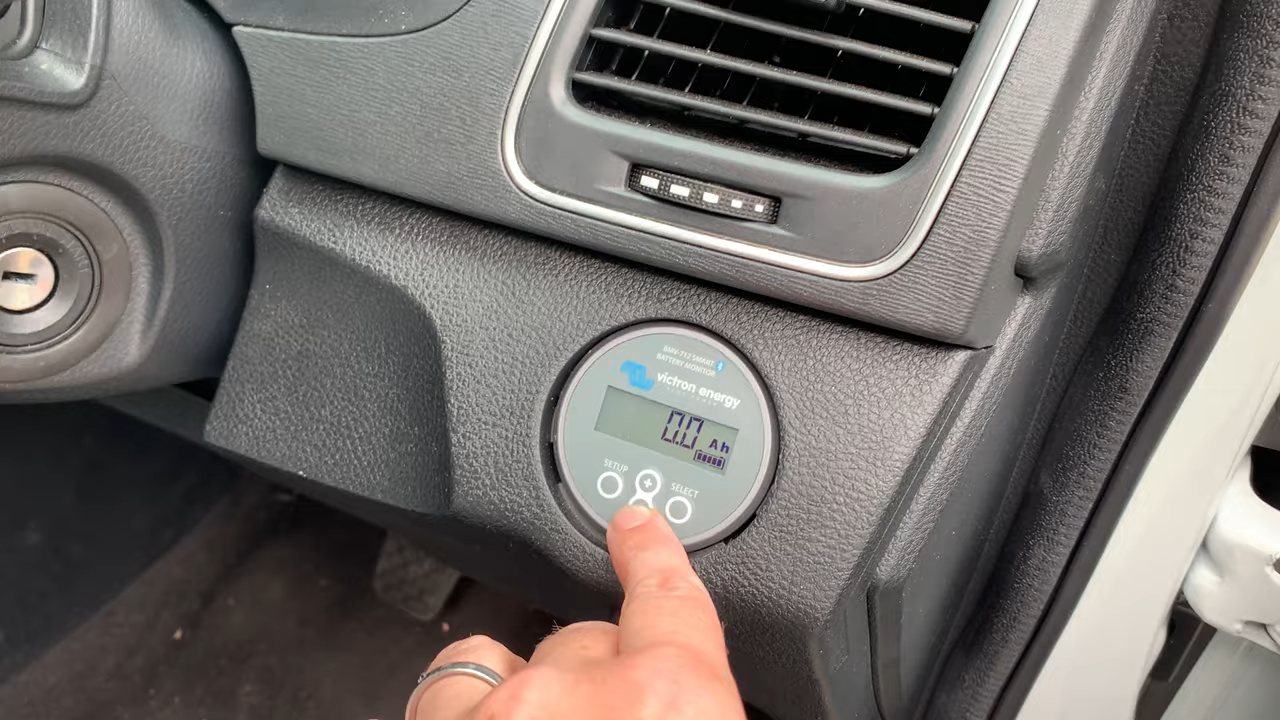 BMV-712 SMART
BATTERY MONITOR
victron energy
0.0 Ah
SETUP
+
SELECT